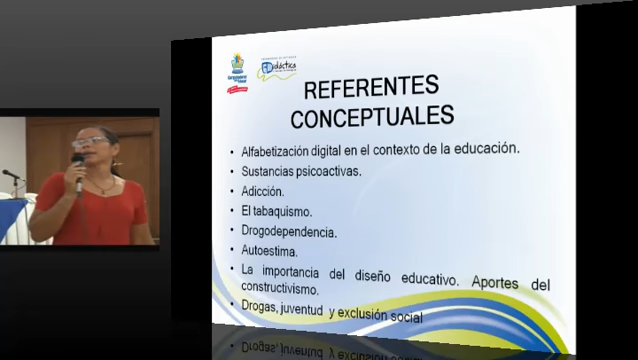 Didáctica
REFERENTES
CONCEPTUALES
• Alfabetización digital en el contexto de la educación.
• Sustancias psicoactivas.
• Adicción.
• El tabaquismo.
• Drogodependencia.
• Autoestima.
• La importancia del diseño educativo. Aportes del
constructivismo.
• Drogas, juventud y exclusión social